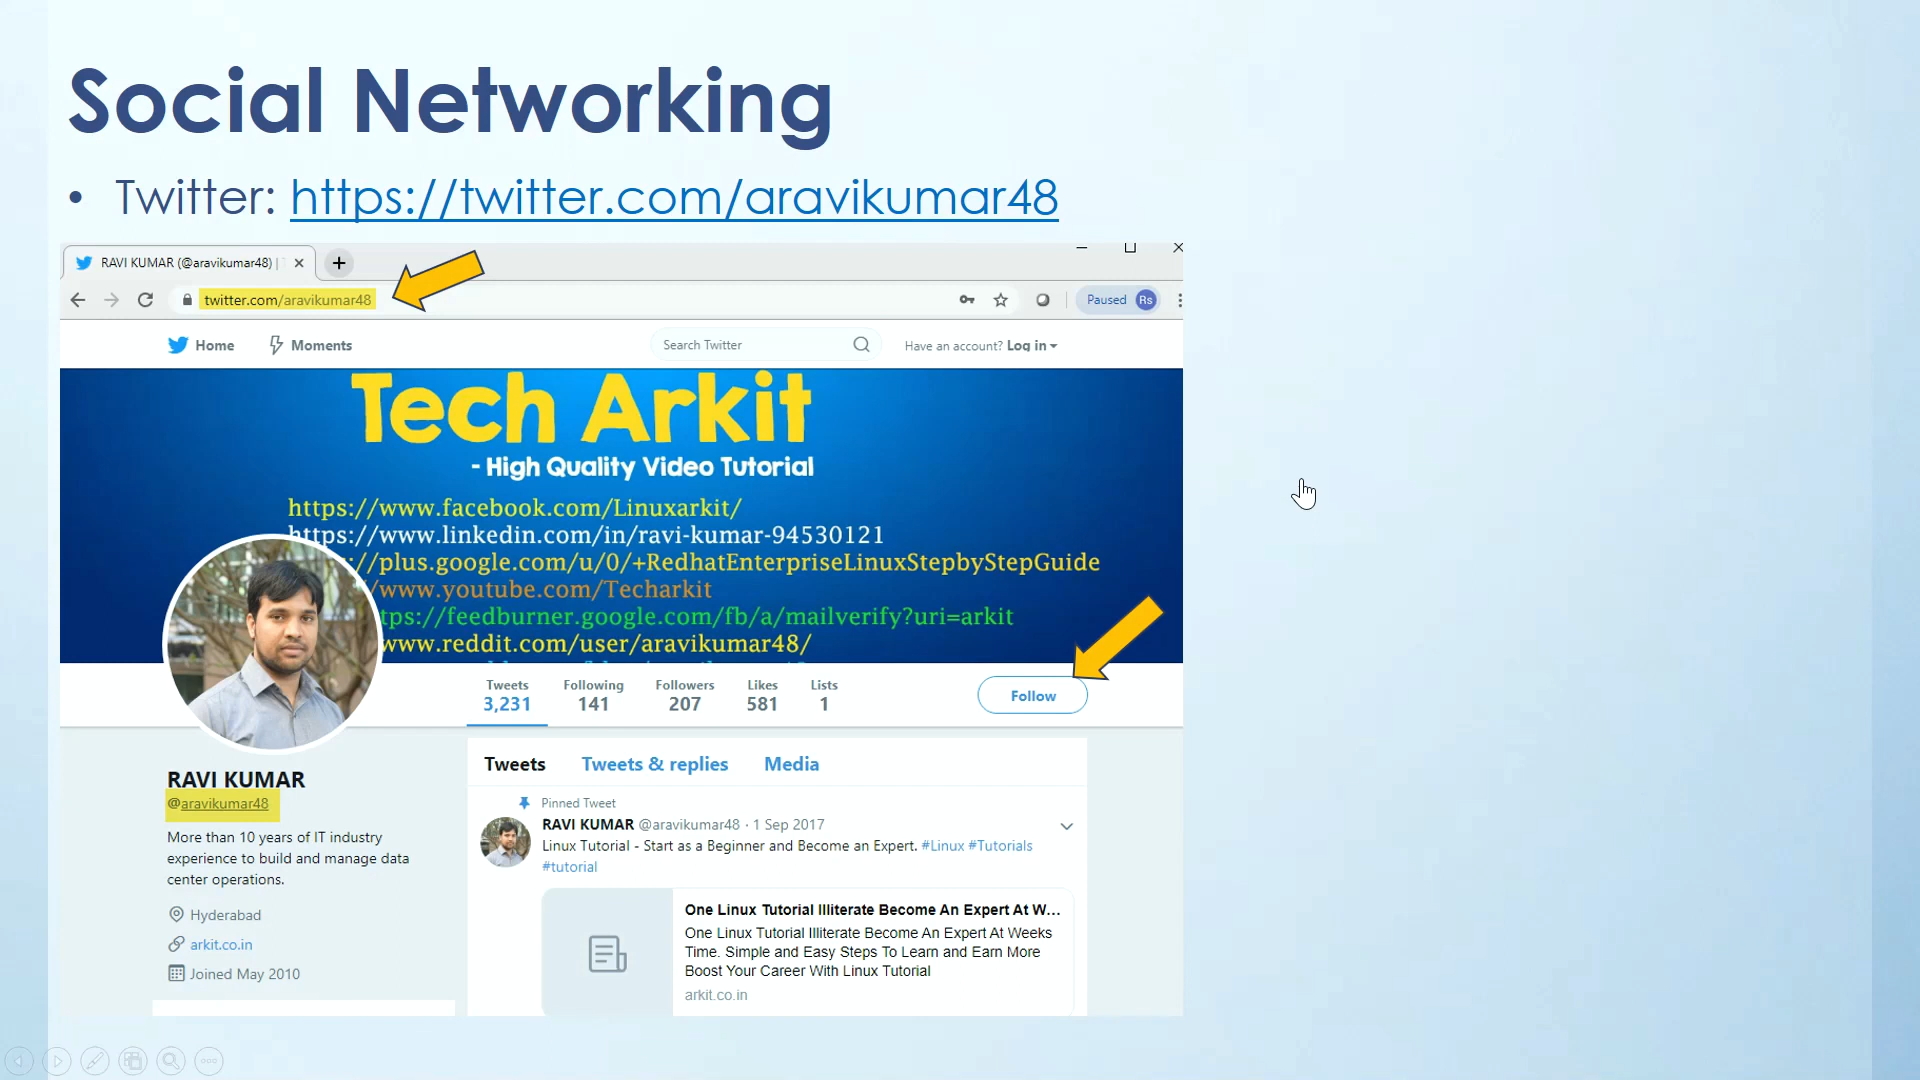 Social Networking
• Twitter: https://twitter.com/aravikumar48
RAVI KUMAR (@aravikumar48) |
twitter.com/aravikumar48
Paused Rs
Home Moments Search Twitter Have an account? Log in
Tech Arkit
- High Quality Video Tutorial
https://www.facebook.com/Linuxarkit/
https://www.linkedin.com/in/ravi-kumar-94530121
//plus.google.com/u/0/+RedhatEnterpriseLinuxStepbyStepGuide
/www.youtube.com/Techarkit
tps://feedburner.google.com/fb/a/mailverify?uri=arkit
www.reddit.com/user/aravikumar48/
Tweets Following Followers Likes Lists
3,231 141 207 581 1
Follow
RAVI KUMAR
@aravikumar48
More than 10 years of IT industry
experience to build and manage data
center operations.
Hyderabad
arkit.co.in
Joined May 2010
Tweets Tweets & replies Media
Pinned Tweet
RAVI KUMAR @aravikumar48 · 1 Sep 2017
Linux Tutorial - Start as a Beginner and Become an Expert. #Linux #Tutorials
#tutorial
One Linux Tutorial Illiterate Become An Expert At W...
One Linux Tutorial Illiterate Become An Expert At Weeks
Time. Simple and Easy Steps To Learn and Earn More
Boost Your Career With Linux Tutorial
arkit.co.in